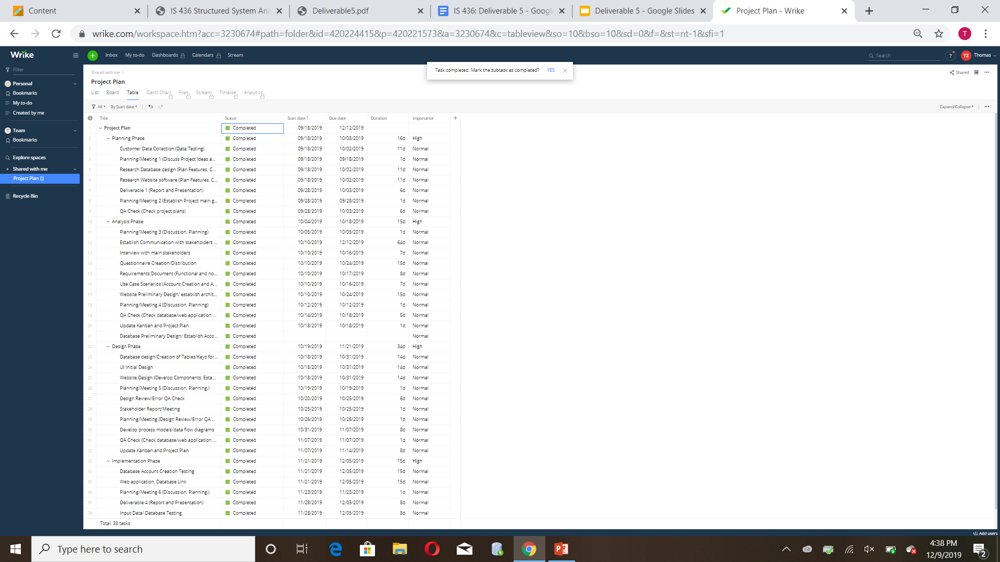 Content
IS 436 Structured System Ana
Deliverable5.pdf
IS 436: Deliverable 5 - Googl
Deliverable 5 - Google Slides
Project Plan - Wrike
wrike.com/workspace.htm?acc=3230674#path=folder&id=420224415&p=420221573&a=3230674&c=tableview&so=10&bso=10&sd=0&f=&st=nt-1&sfi=1
T
Wrike
Inbox My to-do Dashboards Calendars Stream
Search
?
TZ Thomas
Filter
Personal
Bookmarks
My to-do
Created by me
T Team
Bookmarks
Explore spaces
Shared with me
Project Plan
Recycle Bin
Shared with me >
Project Plan
Task completed. Mark the subtask as completed? YES
Shared
List Board Table Gantt Chart Files Stream Timelog Analytics
All By Start date
Expand/Collapse
Title Status Start date Due date Duration Importance
1 Project Plan Completed 09/18/2019 12/12/2019
2 Planning Phase Completed 09/18/2019 10/03/2019 16d High
3 Customer Data Collection (Data Testing) Completed 09/18/2019 10/02/2019 11d Normal
4 Planning/Meeting 1 (Discuss Project Ideas a... Completed 09/18/2019 09/18/2019 1d Normal
5 Research Database design (Plan Features, C... Completed 09/18/2019 10/02/2019 11d Normal
6 Research Website software (Plan Features, C... Completed 09/18/2019 10/02/2019 11d Normal
7 Deliverable 1 (Report and Presentation) Completed 09/28/2019 10/03/2019 6d Normal
8 Planning/Meeting 2 (Establish Project main g... Completed 09/28/2019 09/28/2019 1d Normal
9 QA Check (Check project plans) Completed 09/28/2019 10/03/2019 6d Normal
10 Analysis Phase Completed 10/04/2019 10/18/2019 15d High
11 Planning/Meeting 3 (Discussion, Planning) Completed 10/05/2019 10/05/2019 1d Normal
12 Establish Communication with stakeholders ... Completed 10/10/2019 12/12/2019 64d Normal
13 Interview with main stakeholders Completed 10/10/2019 10/16/2019 7d Normal
14 Questionnaire Creation/Distribution Completed 10/10/2019 10/24/2019 15d Normal
15 Requirements Document (Functional and no... Completed 10/10/2019 10/17/2019 8d Normal
16 Use Case Scenarios (Account Creation and A... Completed 10/10/2019 10/16/2019 7d Normal
17 Website Preliminary Design/ establish archit... Completed 10/10/2019 10/24/2019 15d Normal
18 Planning/Meeting 4 (Discussion, Planning) Completed 10/12/2019 10/12/2019 1d Normal
19 QA Check (Check database/web application ... Completed 10/14/2019 10/18/2019 5d Normal
20 Update Kanban and Project Plan Completed 10/18/2019 10/18/2019 1d Normal
21 Database Preliminary Design/ Establish Acco... Completed Normal
22 Design Phase Completed 10/19/2019 11/21/2019 34d High
23 Database design/Creation of Tables/Keys for... Completed 10/18/2019 10/31/2019 14d Normal
24 UI Initial Design Completed 10/18/2019 10/31/2019 14d Normal
25 Website Design (Develop Components, Esta... Completed 10/18/2019 10/31/2019 14d Normal
26 Planning/Meeting 5 (Discussion, Planning,) Completed 10/19/2019 10/19/2019 1d Normal
27 Design Review/Error QA Check Completed 10/20/2019 10/25/2019 6d Normal
28 Stakeholder Report/Meeting Completed 10/25/2019 10/25/2019 1d Normal
29 Planning/Meeting (Design Review/Error QA ... Completed 10/26/2019 10/26/2019 1d Normal
30 Develop process models/data flow diagrams Completed 10/31/2019 11/07/2019 8d Normal
31 QA Check (Check database/web application ... Completed 11/07/2019 11/07/2019 1d Normal
32 Update Kanban and Project Plan Completed 11/07/2019 11/14/2019 8d Normal
33 Implementation Phase Completed 11/21/2019 12/05/2019 15d High
34 Database Account Creation Testing Completed 11/21/2019 12/05/2019 15d Normal
35 Web application, Database Link Completed 11/21/2019 12/05/2019 15d Normal
36 Planning/Meeting 6 (Discussion, Planning,) Completed 11/23/2019 11/23/2019 1d Normal
37 Deliverable 4 (Report and Presentation) Completed 11/28/2019 12/05/2019 8d Normal
38 Input Data/ Database Testing Completed 11/28/2019 12/05/2019 8d Normal
Total: 38 tasks
Add users
Type here to search
4:38 PM
12/9/2019
2